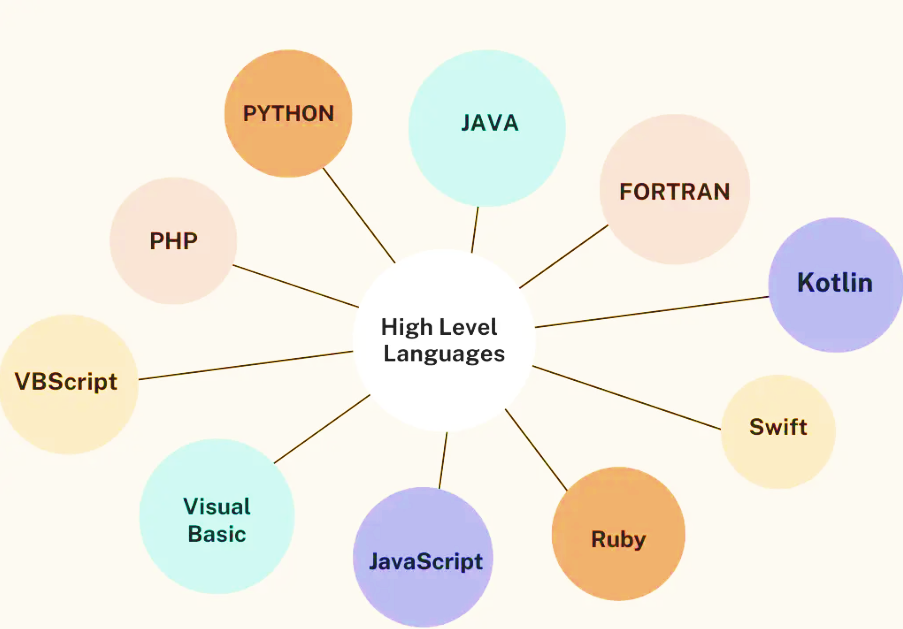 PYTHON
JAVA
FORTRAN
PHP
Kotlin
High Level
Languages
VBScript
Swift
Visual
Basic
JavaScript
Ruby